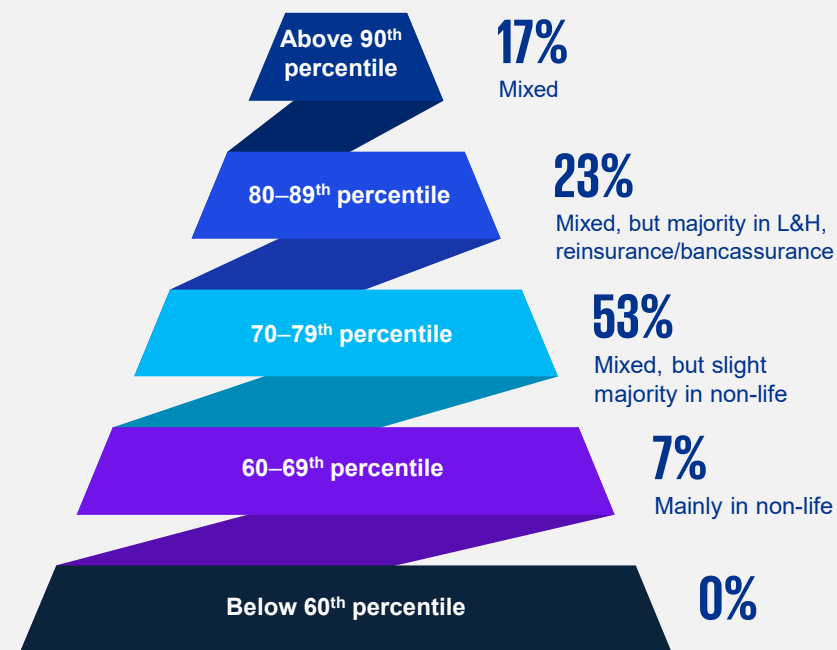 Above 90th
percentile
17%
Mixed
80–89th percentile
23%
Mixed, but majority in L&H,
reinsurance/bancassurance
70–79th percentile
53%
Mixed, but slight
majority in non-life
60–69th percentile
7%
Mainly in non-life
Below 60th percentile
0%